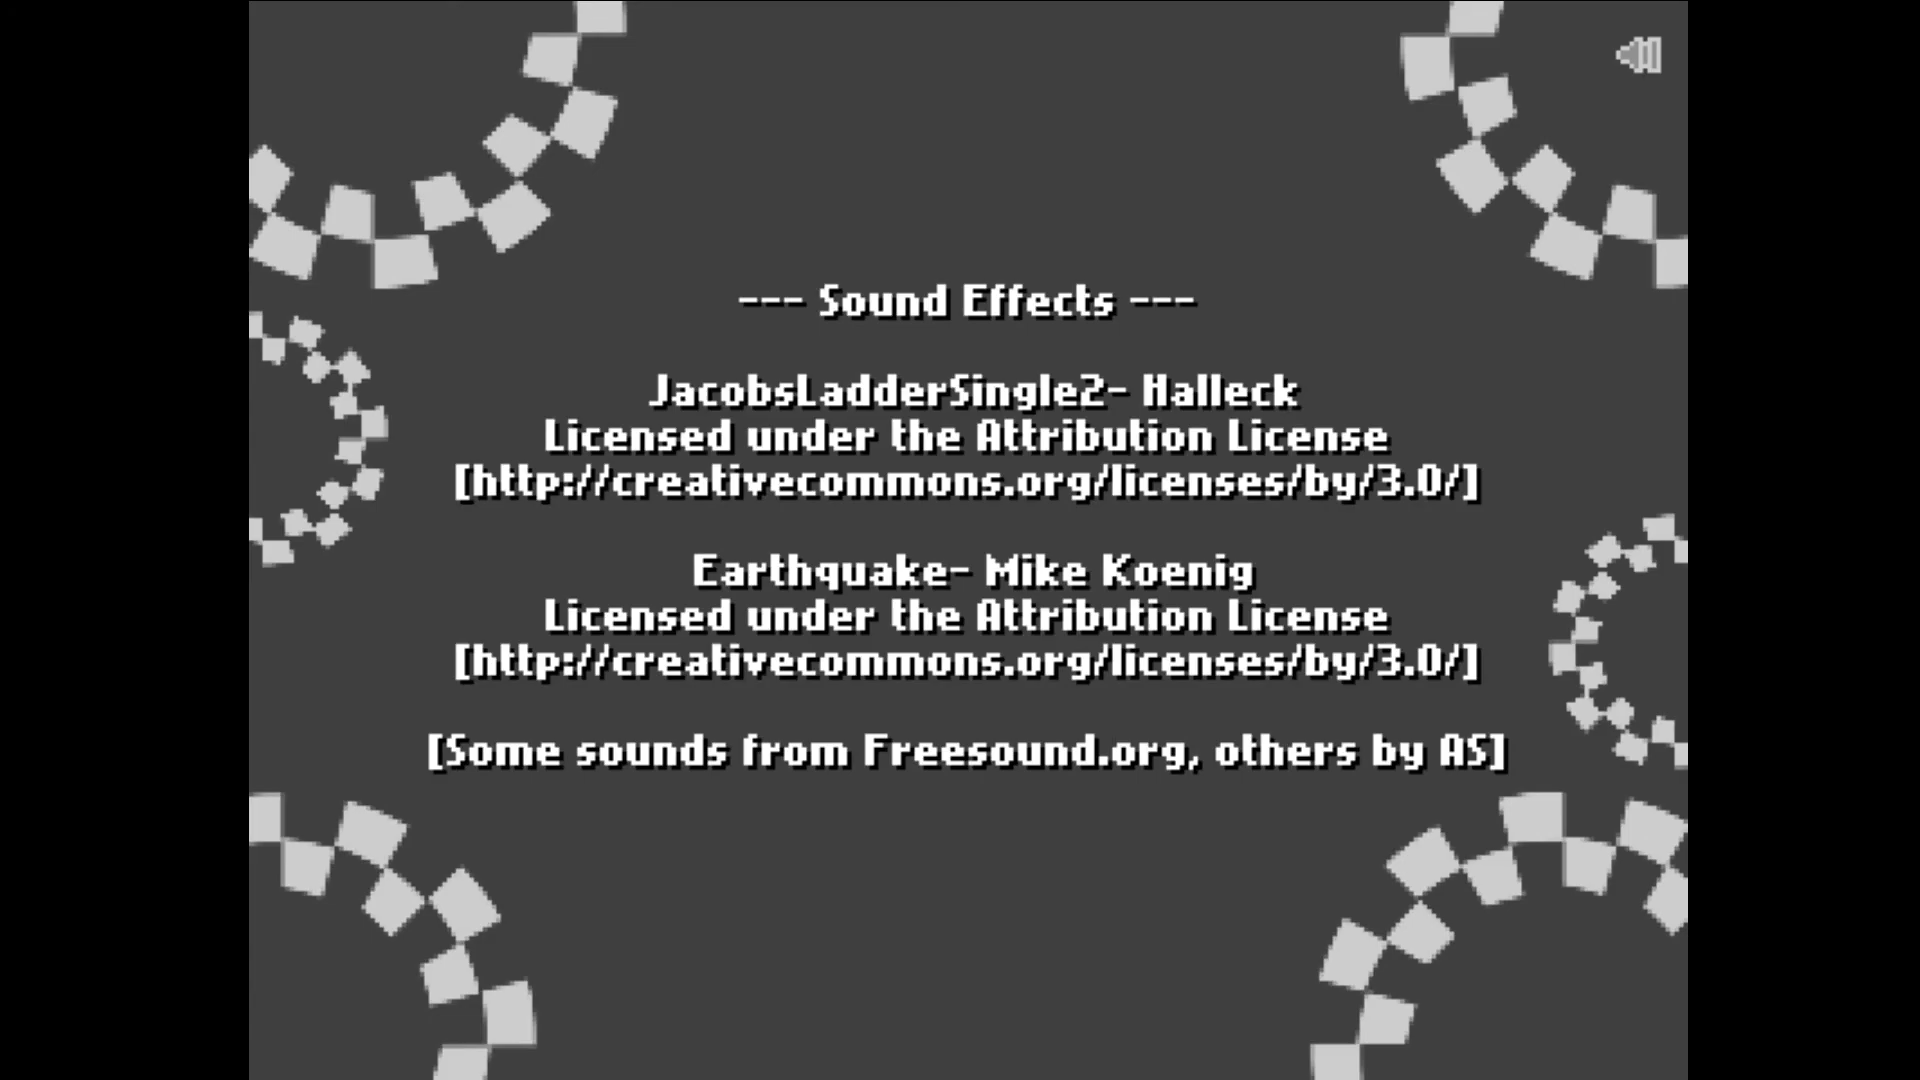 --- Sound Effects ---
JacobsLadderSingle2- Halleck
Licensed under the Attribution License
[http://creativecommons.org/licenses/by/3.0/]
Earthquake- Mike Koenig
Licensed under the Attribution License
[http://creativecommons.org/licenses/by/3.0/]
[Some sounds from Freesound.org, others by AS]